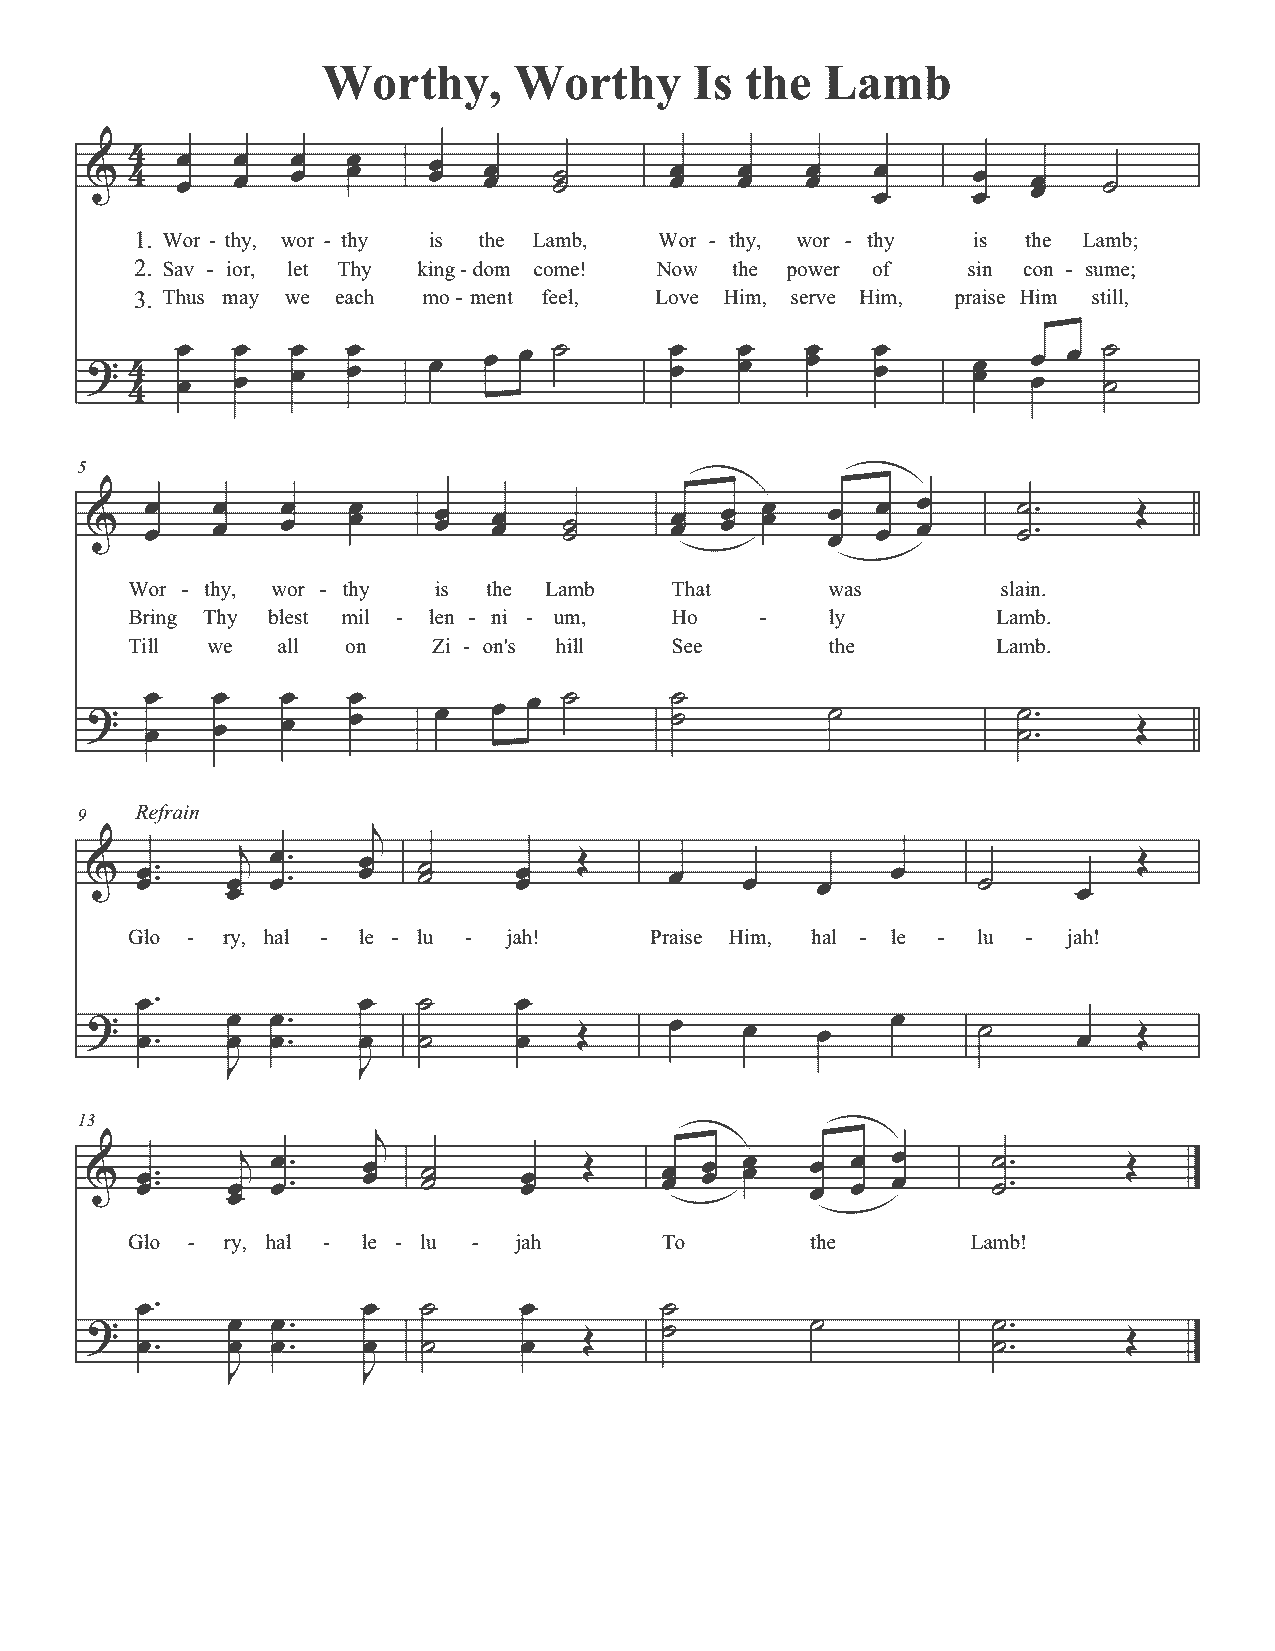 Worthy, Worthy Is the Lamb
4
4
1. Wor - thy, wor - thy is the Lamb, Wor - thy, wor - thy is the Lamb;
2. Sav - ior, let Thy king - dom come! Now the power of sin con - sume;
3. Thus may we each mo - ment feel, Love Him, serve Him, praise Him still,
4
4
5
Wor - thy, wor - thy is the Lamb That was slain.
Bring Thy blest mil - len - ni - um, Ho - ly Lamb.
Till we all on Zi - on's hill See the Lamb.
9 Refrain
Glo - ry, hal - le - lu - jah! Praise Him, hal - le - lu - jah!
13
Glo - ry, hal - le - lu - jah To the Lamb!